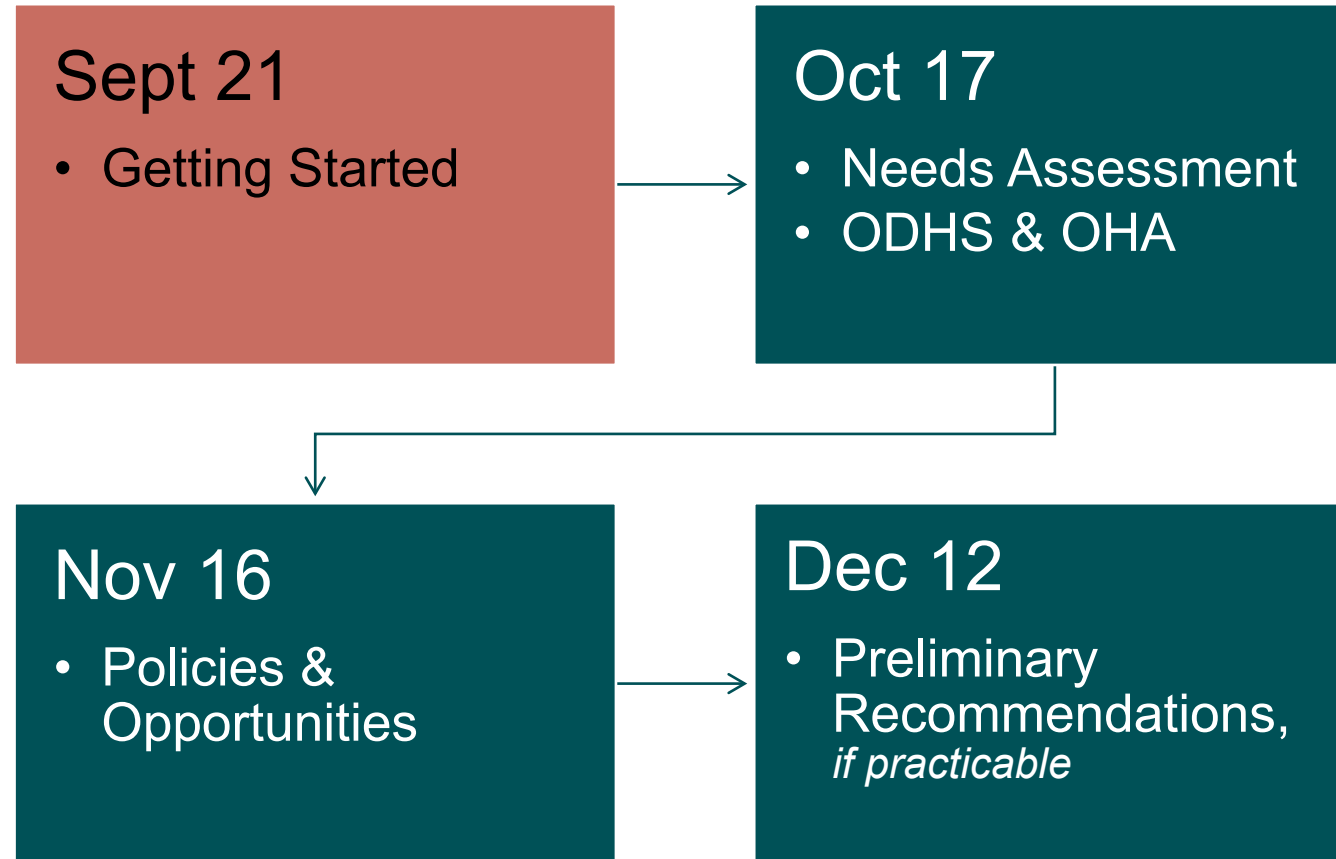 Sept 21
• Getting Started
Oct 17
• Needs Assessment
• ODHS & OHA
Nov 16
• Policies &
Opportunities
Dec 12
• Preliminary
Recommendations,
if practicable